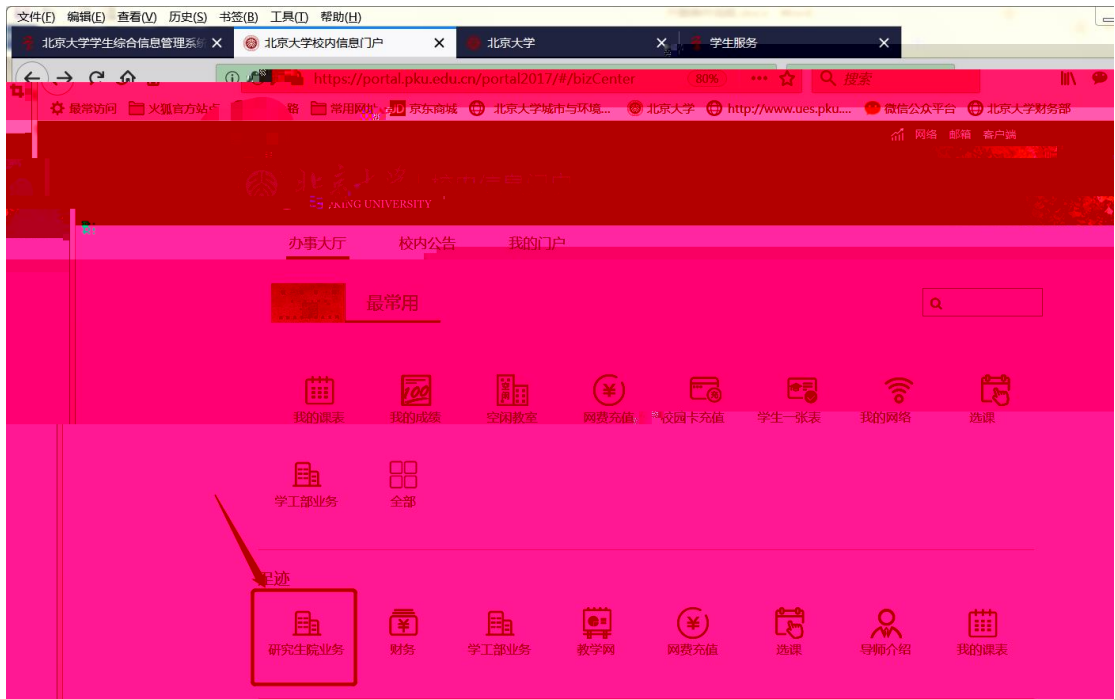 文件(F) 编辑(E) 查看(V) 历史(S) 书签(B) 工具(T) 帮助(H)
北京大学学生综合信息管理系统 北京大学校内信息门户 北京大学 学生服务
https://portal.pku.edu.cn/portal2017/#/bizCenter 80% 搜索
最常访问 火狐官方站点 常用网址 京东商城 北京大学城市与环境... 北京大学 http://www.ues.pku.... 微信公众平台 北京大学财务部
网络 邮箱 客户端
北京大学 校内信息门户
KING UNIVERSITY
办事大厅 校内公告 我的门户
最常用
我的课表 我的成绩 空闲教室 网费充值 校园卡充值 学生一张表 我的网络 选课
学工部业务 全部
足迹
研究生院业务 财务 学工部业务 教学网 网费充值 选课 导师介绍 我的课表